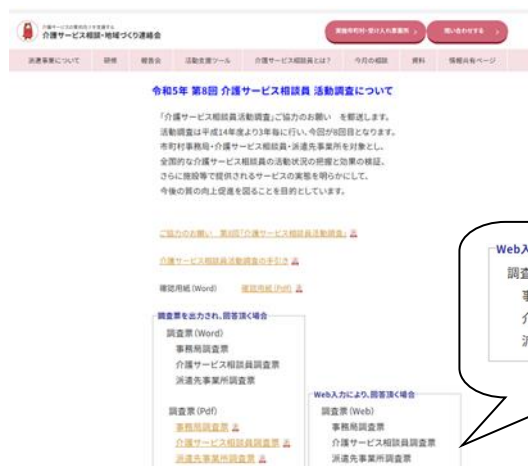 介護サービスの質の向上を支援する
介護サービス相談・地域づくり連絡会
実施市町村・受け入れ事業所
問い合わせする
派遣事業について 研修 報告会 活動支援ツール 介護サービス相談員とは? 今月の相談 資料 情報共有ページ
令和5年 第8回 介護サービス相談員 活動調査について
「介護サービス相談員活動調査」ご協力のお願い を郵送します。
活動調査は平成14年度より3年毎に行い、今回が8回目となります。
市町村事務局・介護サービス相談員・派遣先事業所を対象とし、
全国的な介護サービス相談員の活動状況の把握と効果の検証、
さらに施設等で提供されるサービスの実態を明らかにして、
今後の質の向上促進を図ることを目的としています。
ご協力のお願い 第8回「介護サービス相談員活動調査」
介護サービス相談員活動調査の手引き
確認用紙(Word) 確認用紙(Pdf)
調査票を出力され、回答頂く場合
調査票(Word)
事務局調査票
介護サービス相談員調査票
派遣先事業所調査票
調査票(Pdf)
事務局調査票
介護サービス相談員調査票
派遣先事業所調査票
Web入力により、回答頂く場合
調査票(Web)
事務局調査票
介護サービス相談員調査票
派遣先事業所調査票
Web入
調査
事
介
派